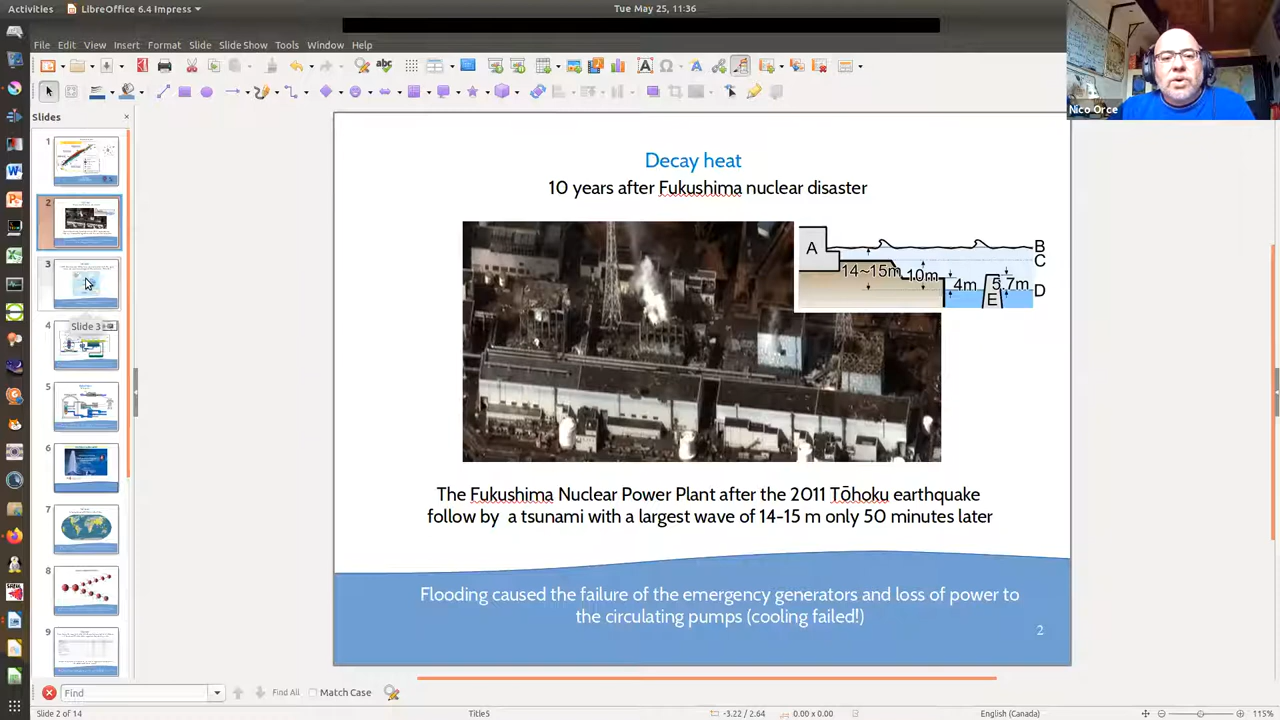 Activities
LibreOffice 6.4 Impress
Tue May 25, 11:36
File Edit View Insert Format Slide Slide Show Tools Window Help
Nico Orce
Slides
1
2
3
Slide 3
4
5
6
7
8
9
Decay heat
10 years after Fukushima nuclear disaster
A
B
C
14~15m
10m
4m
5.7m
D
E
The Fukushima Nuclear Power Plant after the 2011 Tōhoku earthquake
follow by a tsunami with a largest wave of 14-15 m only 50 minutes later
Flooding caused the failure of the emergency generators and loss of power to
the circulating pumps (cooling failed!)
2
Find
Find All
Match Case
Slide 2 of 14
Title5
-3.22 / 2.64
0.00 x 0.00
English (Canada)
115%